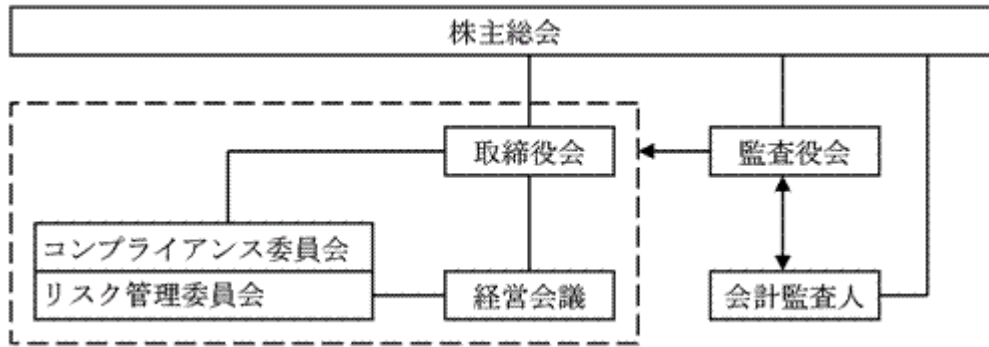 株主総会
取締役会
監査役会
コンプライアンス委員会
リスク管理委員会
経営会議
会計監査人